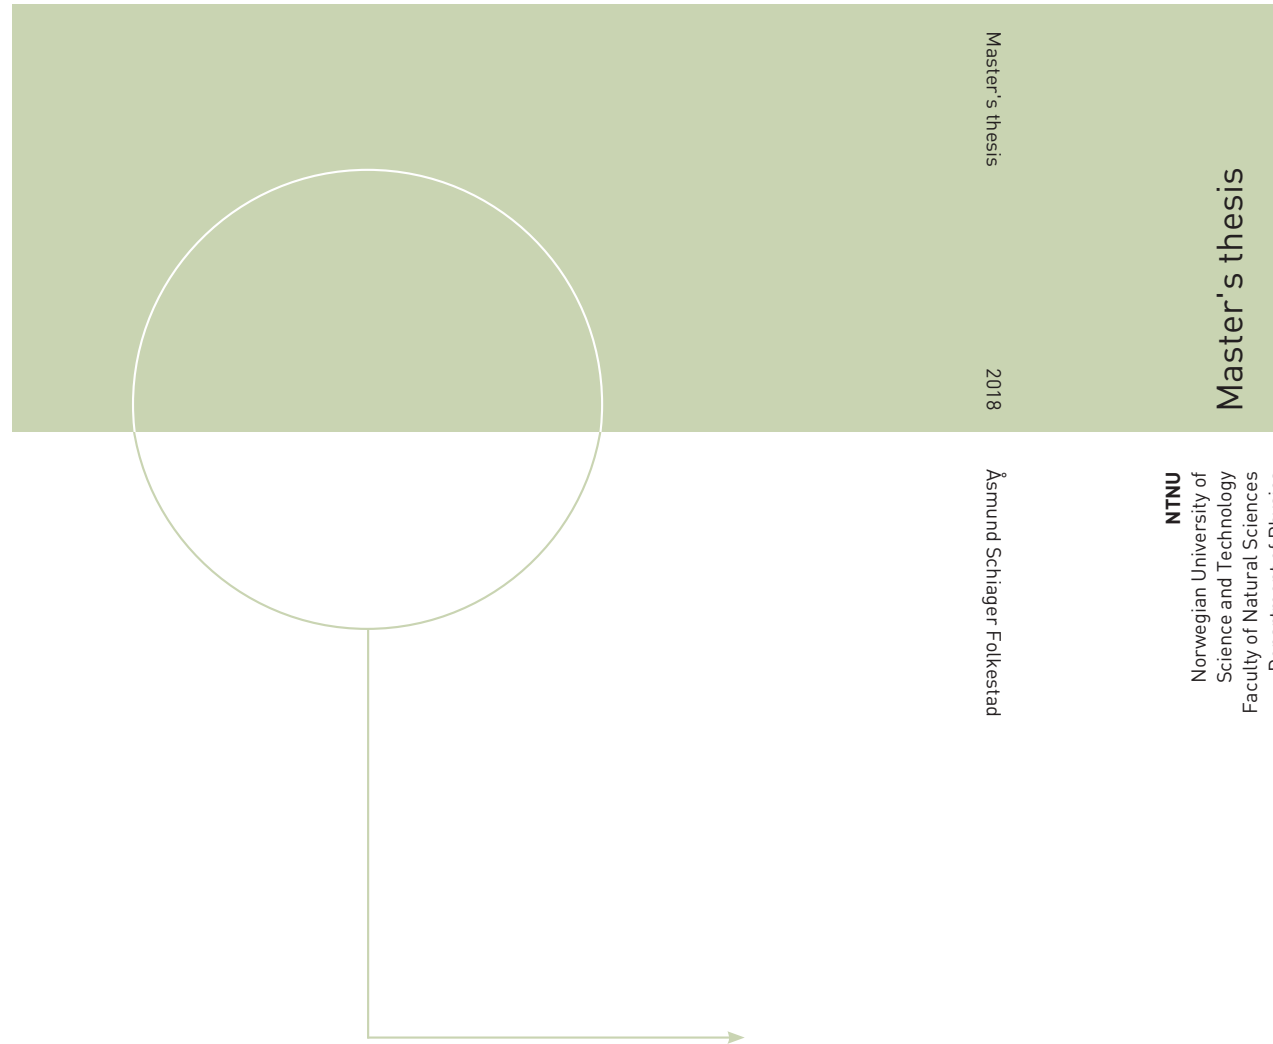 Master's thesis
2018
Åsmund Schiager Folkestad
Master's thesis
NTNU
Norwegian University of
Science and Technology
Faculty of Natural Sciences